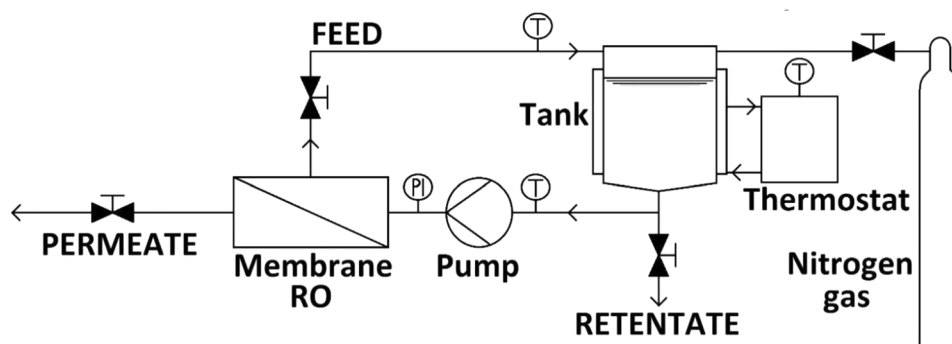 FEED
T
T
Tank
PI
T
Thermostat
PERMEATE
Membrane
RO
Pump
Nitrogen
gas
RETENTATE